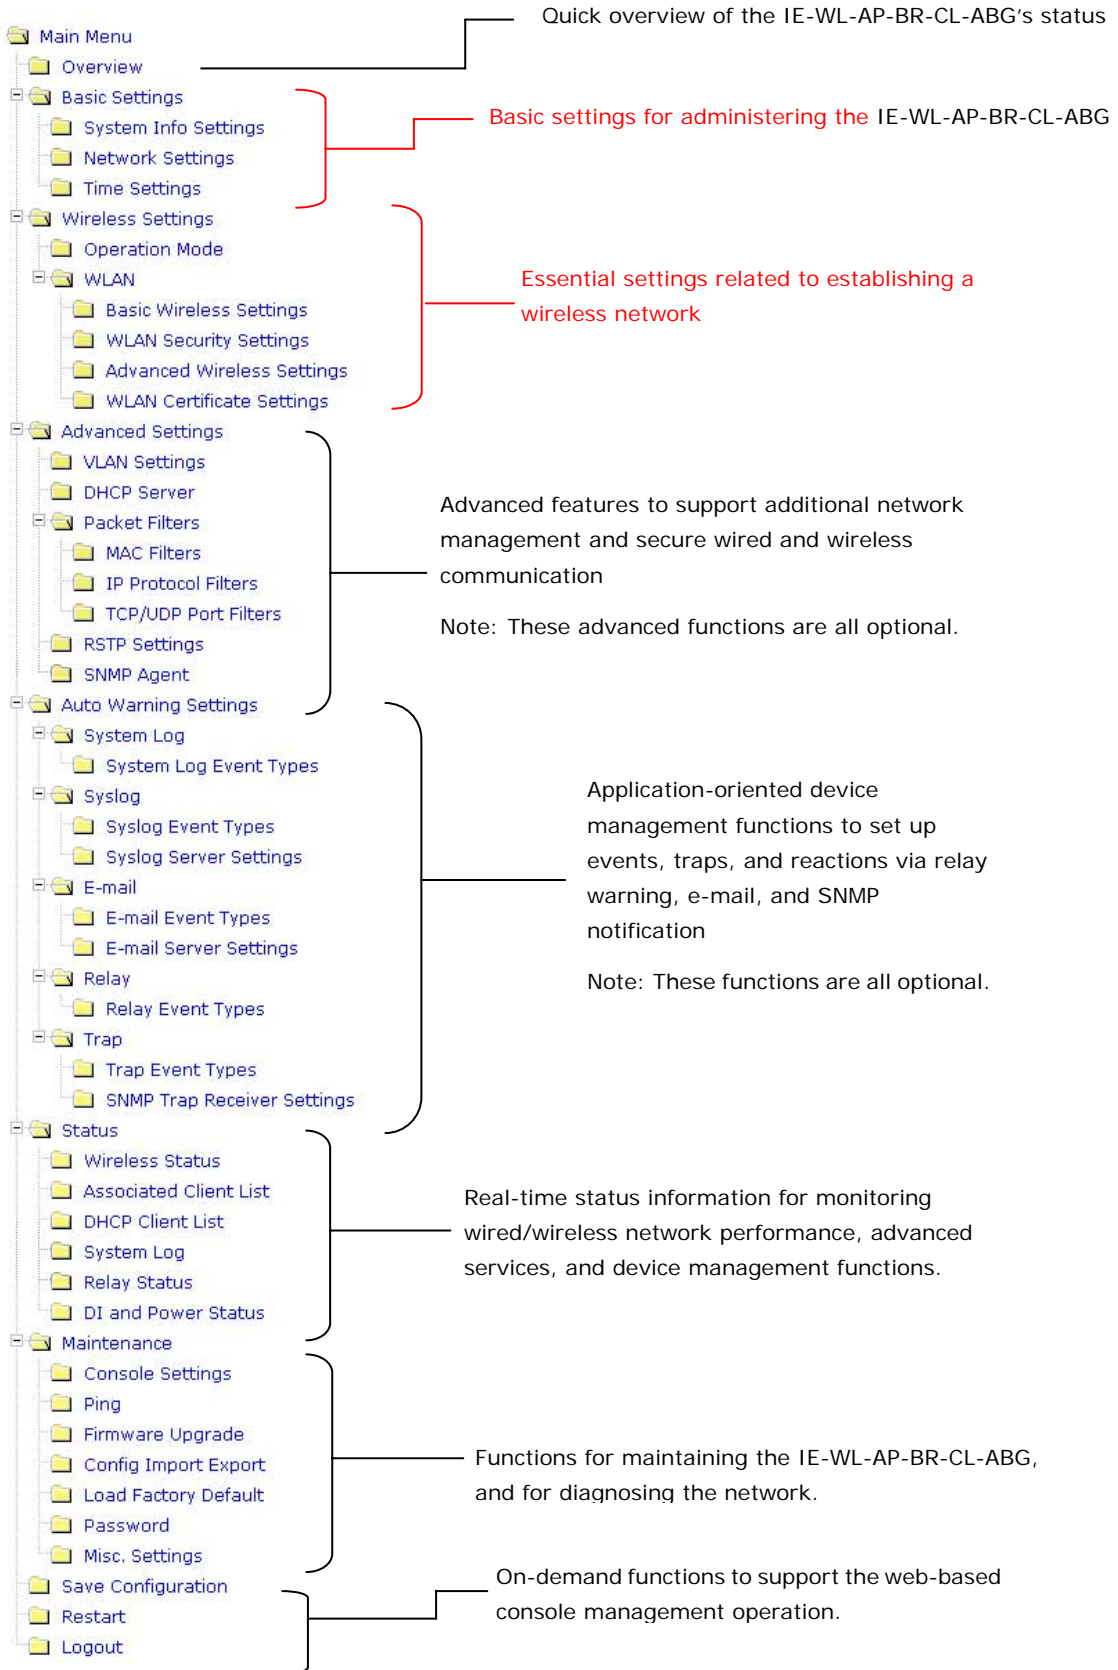 Quick overview of the IE-WL-AP-BR-CL-ABG's status
Main Menu
Overview
Basic Settings
System Info Settings
Network Settings
Time Settings
Basic settings for administering the IE-WL-AP-BR-CL-ABG
Wireless Settings
Operation Mode
WLAN
Basic Wireless Settings
WLAN Security Settings
Advanced Wireless Settings
WLAN Certificate Settings
Essential settings related to establishing a
wireless network
Advanced Settings
VLAN Settings
DHCP Server
Packet Filters
MAC Filters
IP Protocol Filters
TCP/UDP Port Filters
RSTP Settings
SNMP Agent
Advanced features to support additional network
management and secure wired and wireless
communication
Note: These advanced functions are all optional.
Auto Warning Settings
System Log
System Log Event Types
Syslog
Syslog Event Types
Syslog Server Settings
E-mail
E-mail Event Types
E-mail Server Settings
Relay
Relay Event Types
Trap
Trap Event Types
SNMP Trap Receiver Settings
Application-oriented device
management functions to set up
events, traps, and reactions via relay
warning, e-mail, and SNMP
notification
Note: These functions are all optional.
Status
Wireless Status
Associated Client List
DHCP Client List
System Log
Relay Status
DI and Power Status
Real-time status information for monitoring
wired/wireless network performance, advanced
services, and device management functions.
Maintenance
Console Settings
Ping
Firmware Upgrade
Config Import Export
Load Factory Default
Password
Misc. Settings
Functions for maintaining the IE-WL-AP-BR-CL-ABG,
and for diagnosing the network.
Save Configuration
Restart
Logout
On-demand functions to support the web-based
console management operation.